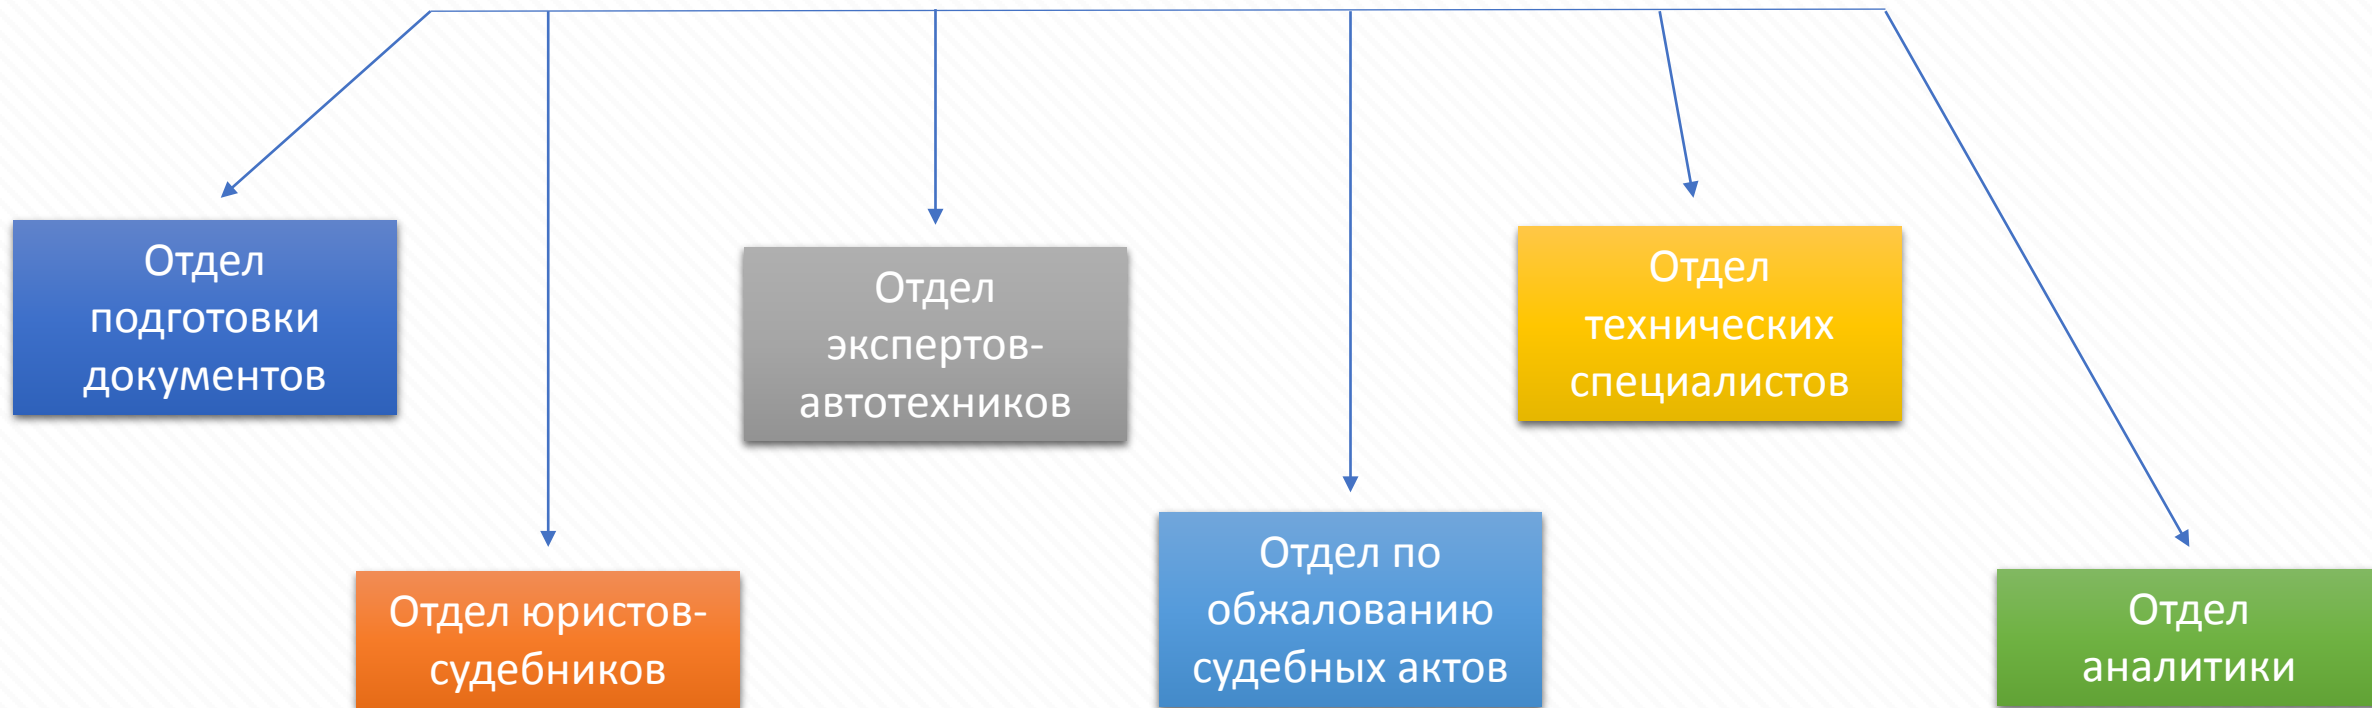 Отдел
подготовки
документов
Отдел юристов-
судебников
Отдел
экспертов-
автотехников
Отдел по
обжалованию
судебных актов
Отдел
технических
специалистов
Отдел
аналитики